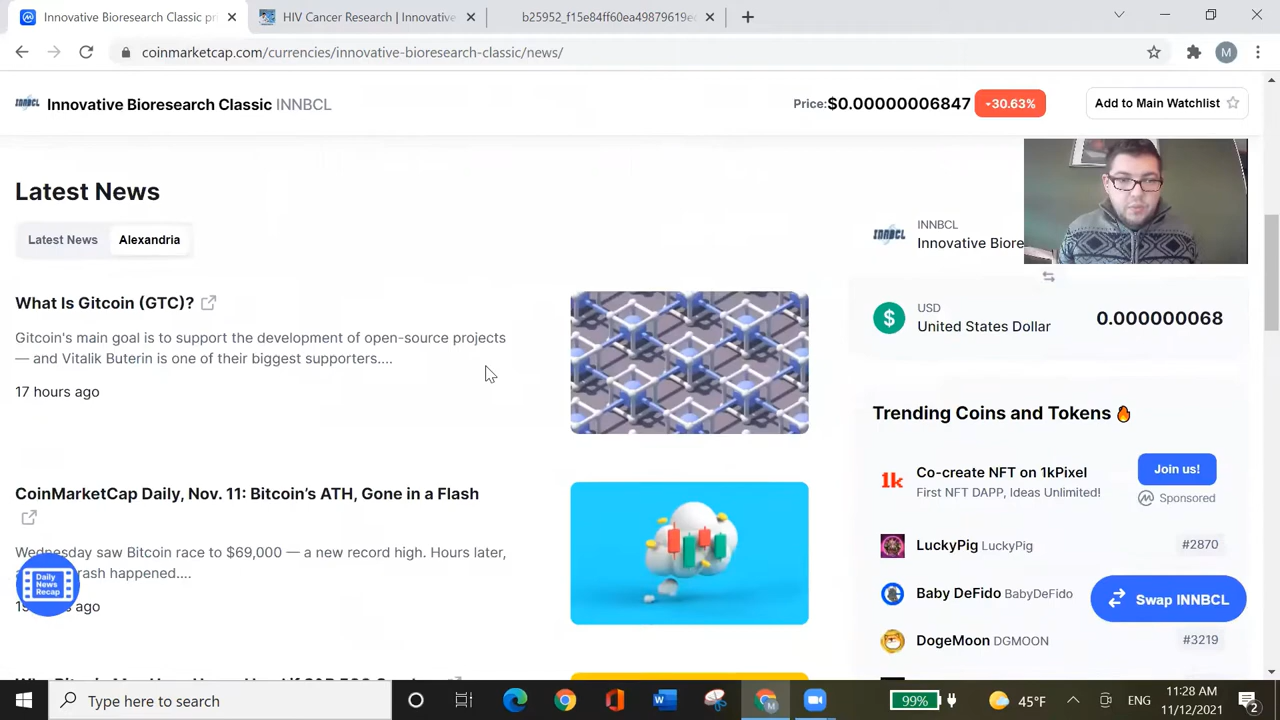 Innovative Bioresearch Classic pr
HIV Cancer Research | Innovative
b25952_f15e84ff60ea49879619e
coinmarketcap.com/currencies/innovative-bioresearch-classic/news/
M
INNBCL
Innovative Bioresearch Classic INNBCL
Price:$0.00000006847
-30.63%
Add to Main Watchlist
Latest News
Latest News
Alexandria
What Is Gitcoin (GTC)?
Gitcoin's main goal is to support the development of open-source projects
— and Vitalik Buterin is one of their biggest supporters....
17 hours ago
CoinMarketCap Daily, Nov. 11: Bitcoin's ATH, Gone in a Flash
Wednesday saw Bitcoin race to $69,000 — a new record high. Hours later,
rash happened....
ago
Daily
News
Recap
INNBCL
INNBCL
Innovative Biore
$
USD
United States Dollar
0.000000068
Trending Coins and Tokens
1k
Co-create NFT on 1kPixel
First NFT DAPP, Ideas Unlimited!
Join us!
Sponsored
LuckyPig LuckyPig
#2870
Baby DeFido BabyDeFido
DogeMoon DGMOON
#3219
Swap INNBCL
Type here to search
99%
45°F
ENG
11:28 AM
11/12/2021
2